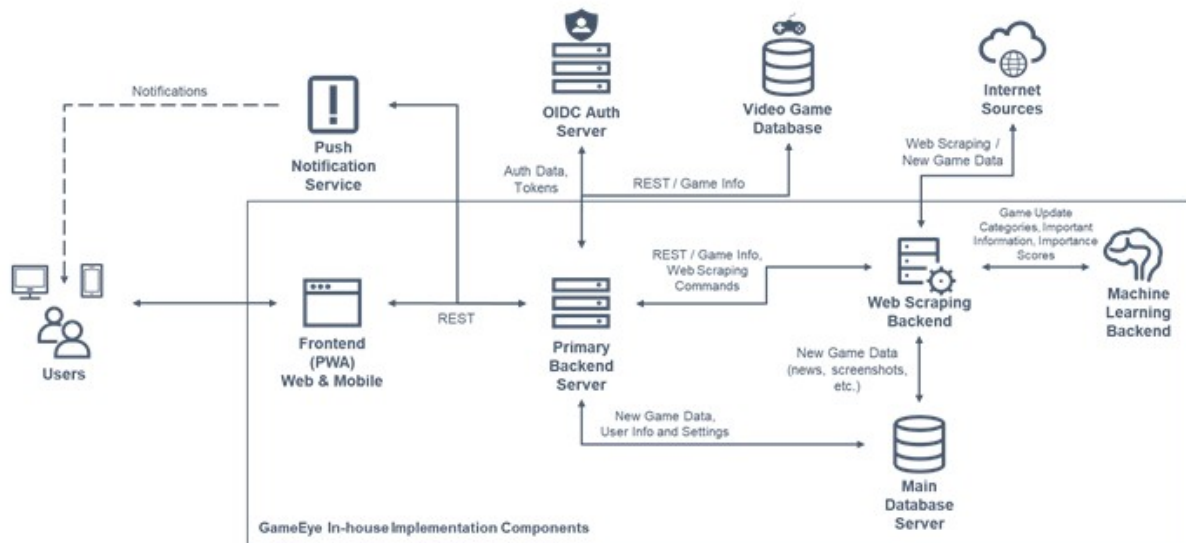 Notifications
Push
Notification
Service
OIDC Auth
Server
Video Game
Database
Internet
Sources
Auth Data,
Tokens
REST / Game Info
Web Scraping /
New Game Data
Game Update
Categories, Important
Information, Importance
Scores
REST / Game Info,
Web Scraping
Commands
Users
Frontend
(PWA)
Web & Mobile
REST
Primary
Backend
Server
Web Scraping
Backend
Machine
Learning
Backend
New Game Data
(news, screenshots,
etc.)
New Game Data,
User Info and Settings
Main
Database
Server
GameEye In-house Implementation Components